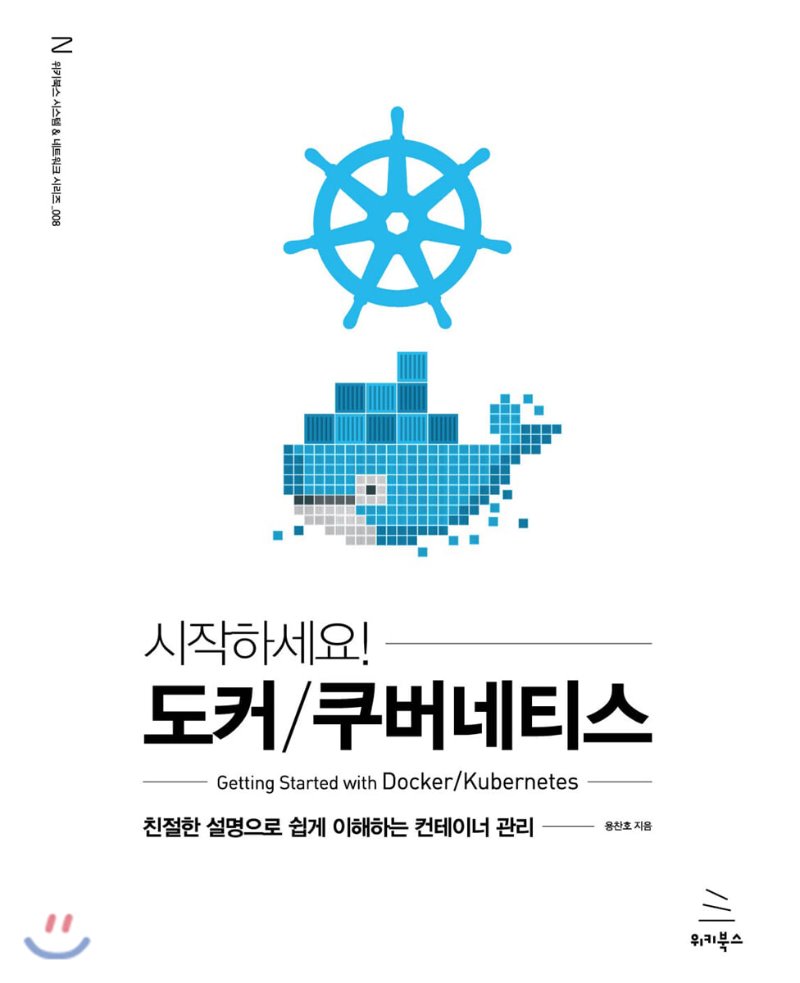 N 위키북스 시스템 & 네트워크 시리즈_008
시작하세요!
도커/쿠버네티스
Getting Started with Docker/Kubernetes
친절한 설명으로 쉽게 이해하는 컨테이너 관리
용찬호 지음
위키북스